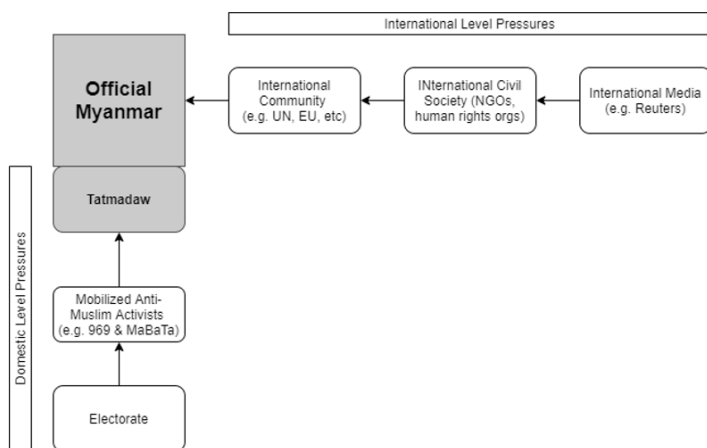 International Level Pressures
Official
Myanmar
International
Community
(e.g. UN, EU, etc)
INternational Civil
Society (NGOs,
human rights orgs)
International Media
(e.g. Reuters)
Tatmadaw
Domestic Level Pressures
Mobilized Anti-
Muslim Activists
(e.g. 969 & MaBaTa)
Electorate